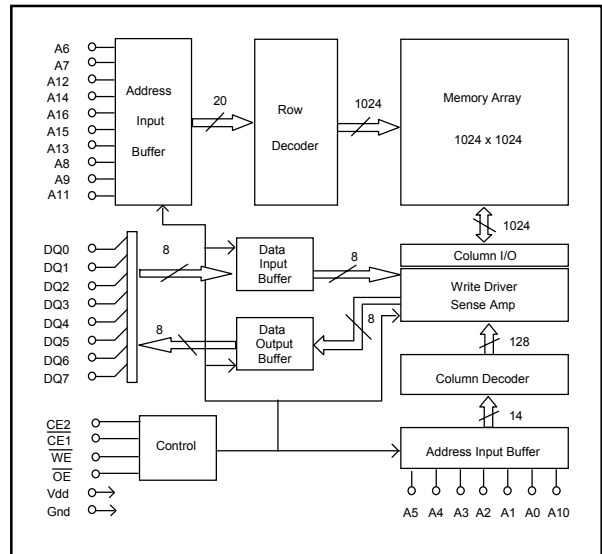 A6
A7
A12
A14
A16
A15
A13
A8
A9
A11
Address
Input
Buffer
20
Row
Decoder
1024
Memory Array
1024 x 1024
1024
DQ0
DQ1
DQ2
DQ3
DQ4
DQ5
DQ6
DQ7
8
Data
Input
Buffer
8
Column I/O
Write Driver
Sense Amp
8
Data
Output
Buffer
8
128
Column Decoder
14
CE2
CE1
WE
OE
Vdd
Gnd
Control
Address Input Buffer
A5 A4 A3 A2 A1 A0 A10